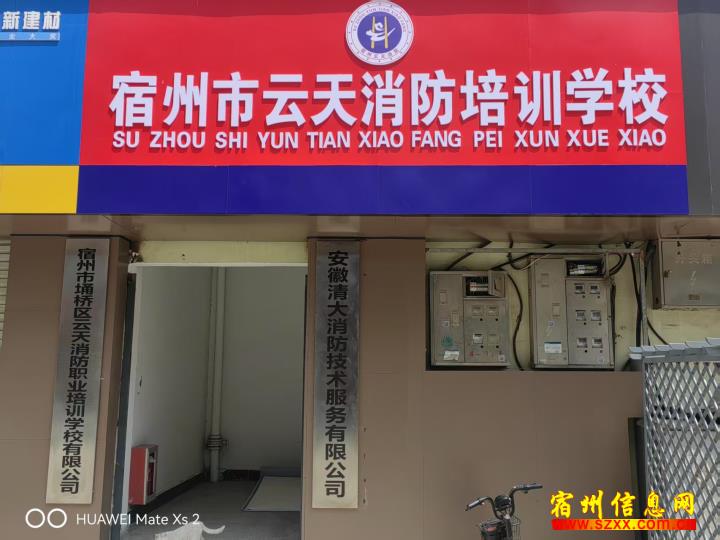 新建材
宿州市云天消防培训学校
SU ZHOU SHI YUN TIAN XIAO FANG PEI XUN XUE XIAO
宿州市埇桥区云天消防职业培训学校有限公司
安徽清大消防技术服务有限公司
HUAWEI Mate Xs 2
宿州信息网
www.szxx.com.cn